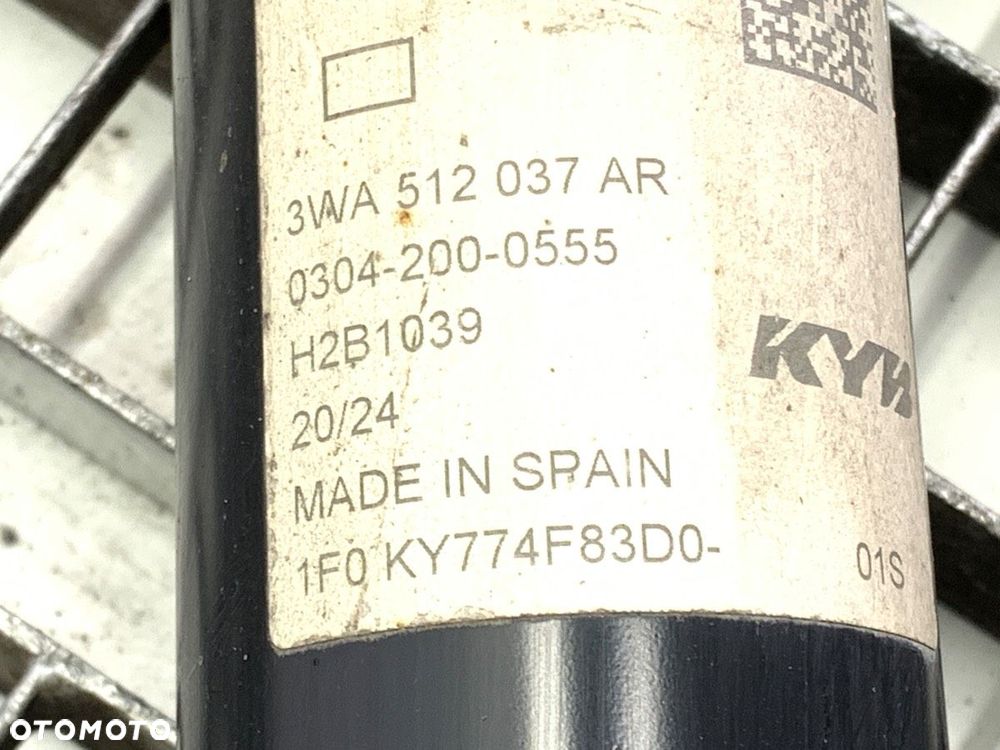 3WA 512 037 AR
0304-200-0555
H2B1039
20/24
MADE IN SPAIN
1F0 KY774F83D0-
01S
KYB
OTOMOTO